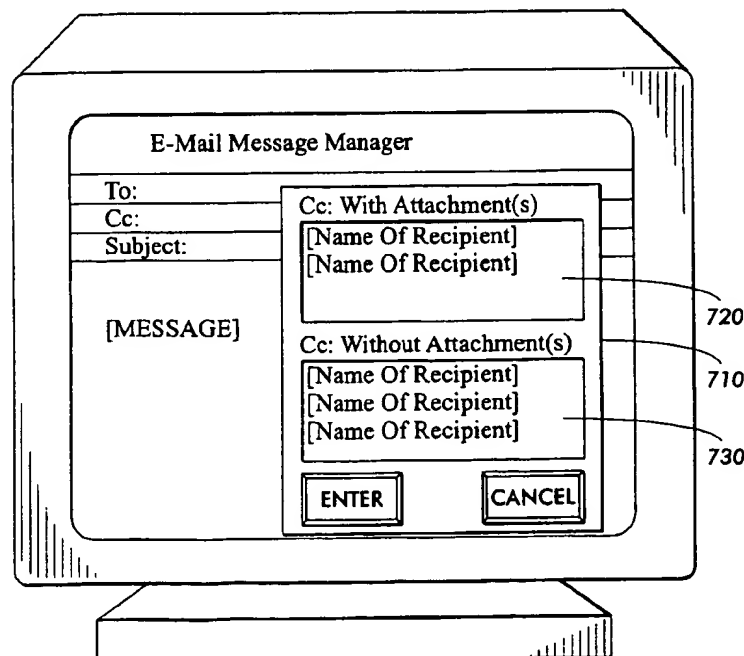 E-Mail Message Manager
To:
Cc:
Subject:
[MESSAGE]
Cc: With Attachment(s)
[Name Of Recipient]
[Name Of Recipient]
Cc: Without Attachment(s)
[Name Of Recipient]
[Name Of Recipient]
[Name Of Recipient]
ENTER
CANCEL
720
710
730